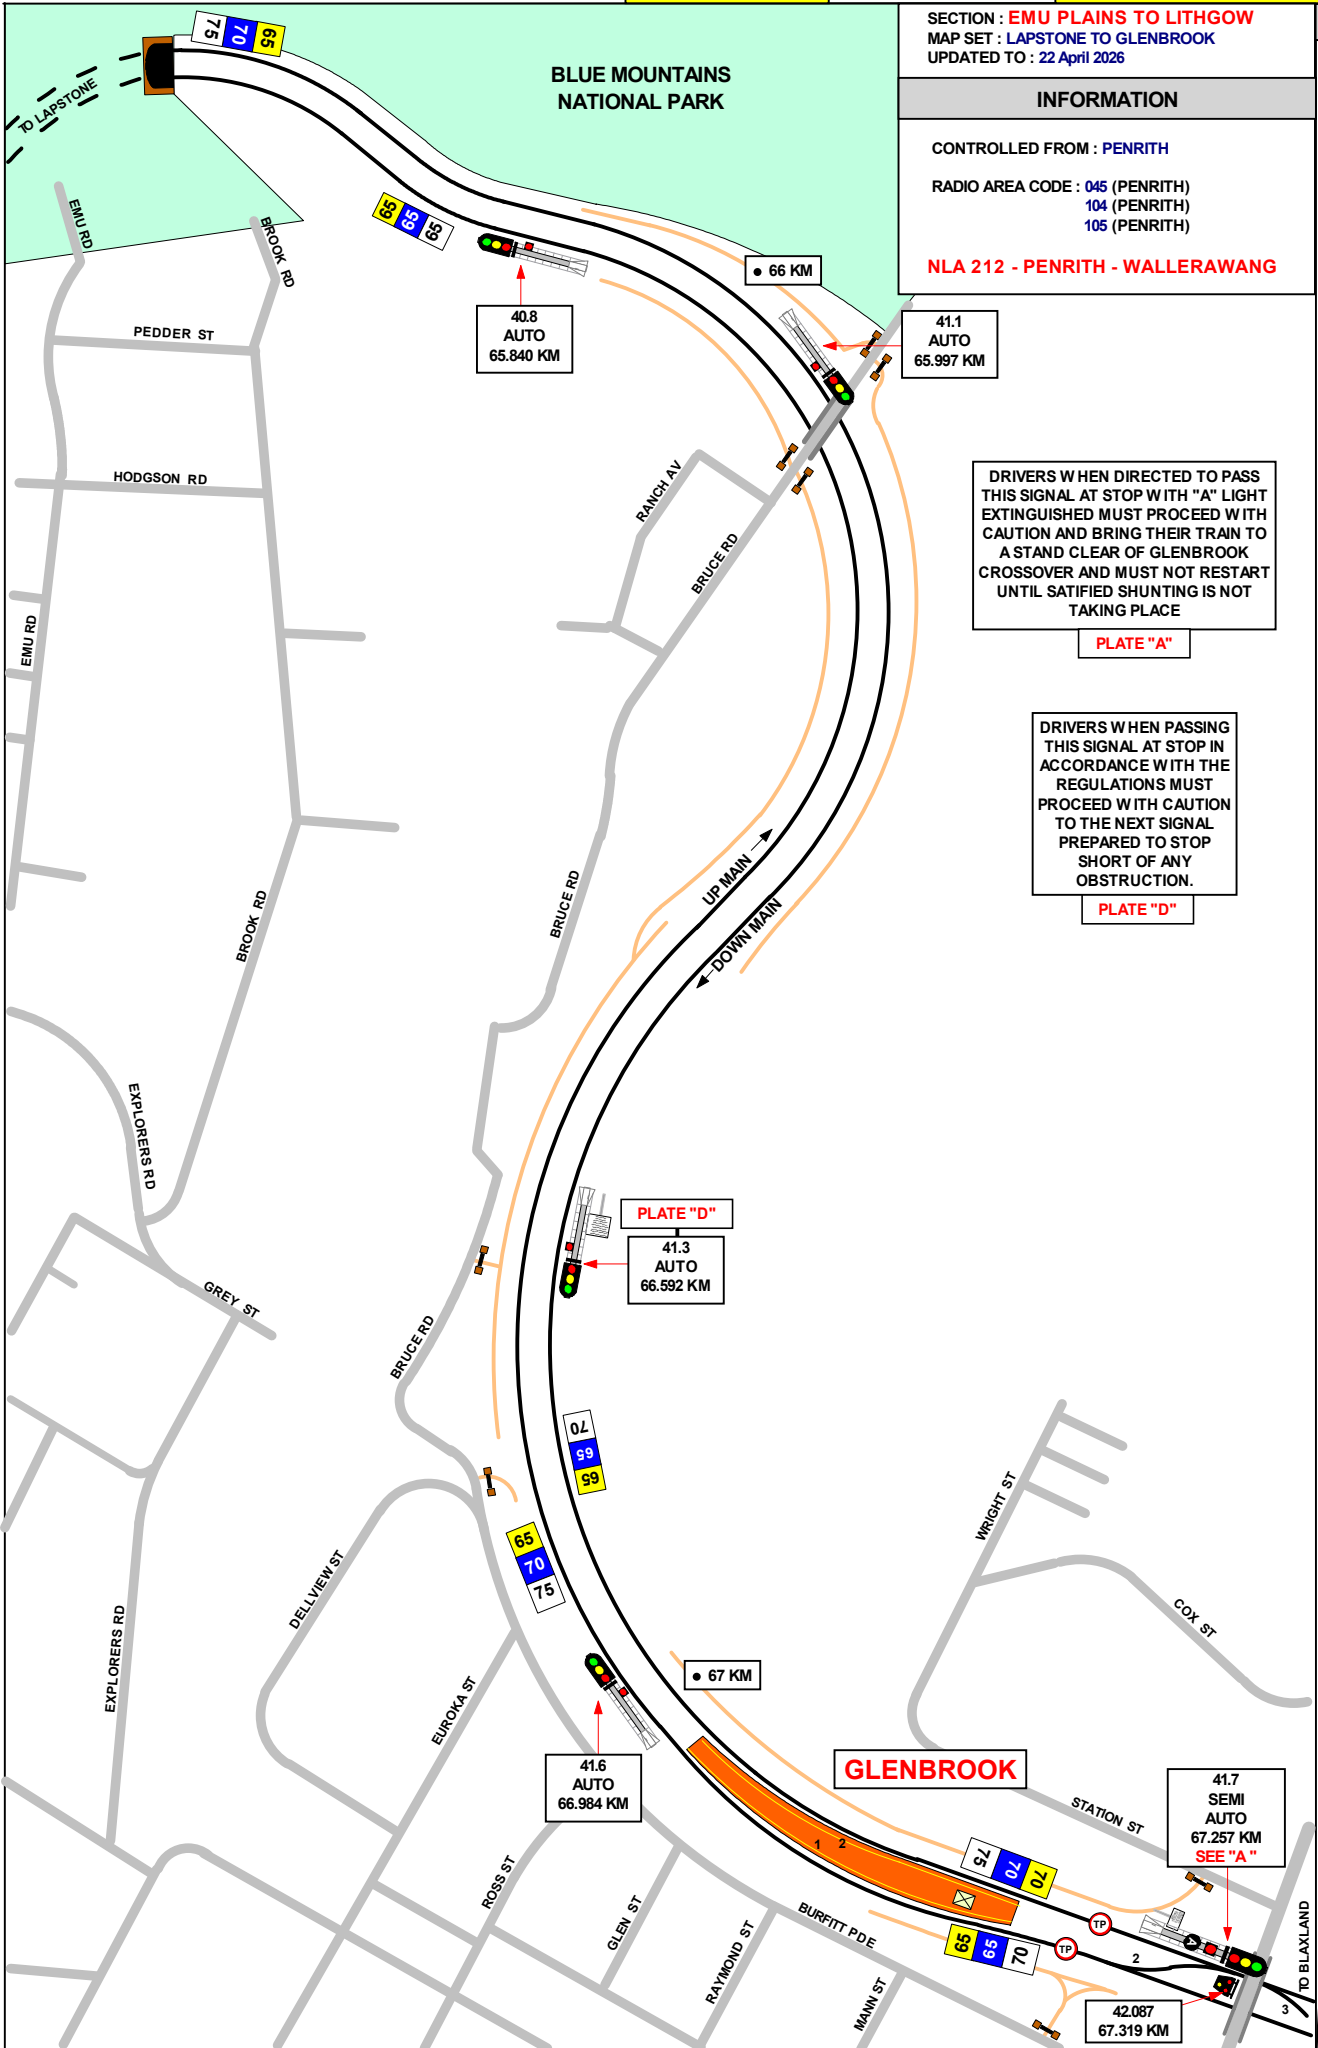 SECTION : EMU PLAINS TO LITHGOW
MAP SET : LAPSTONE TO GLENBROOK
UPDATED TO : 22 April 2026
INFORMATION
CONTROLLED FROM : PENRITH
RADIO AREA CODE : 045 (PENRITH)
104 (PENRITH)
105 (PENRITH)
NLA 212 - PENRITH - WALLERAWANG
75 70 65
BLUE MOUNTAINS
NATIONAL PARK
TO LAPSTONE
65 65 65
EMU RD
BROOK RD
66 KM
40.8
AUTO
65.840 KM
41.1
AUTO
65.997 KM
PEDDER ST
HODGSON RD
RANCH AV
BRUCE RD
EMU RD
DRIVERS WHEN DIRECTED TO PASS
THIS SIGNAL AT STOP WITH "A" LIGHT
EXTINGUISHED MUST PROCEED WITH
CAUTION AND BRING THEIR TRAIN TO
A STAND CLEAR OF GLENBROOK
CROSSOVER AND MUST NOT RESTART
UNTIL SATIFIED SHUNTING IS NOT
TAKING PLACE
PLATE "A"
DRIVERS WHEN PASSING
THIS SIGNAL AT STOP IN
ACCORDANCE WITH THE
REGULATIONS MUST
PROCEED WITH CAUTION
TO THE NEXT SIGNAL
PREPARED TO STOP
SHORT OF ANY
OBSTRUCTION.
PLATE "D"
UP MAIN
DOWN MAIN
BROOK RD
BRUCE RD
EXPLORERS RD
PLATE "D"
41.3
AUTO
66.592 KM
GREY ST
BRUCE RD
70
65
65
65
70
75
WRIGHT ST
DELLVIEW ST
COX ST
EXPLORERS RD
EUROKA ST
67 KM
41.6
AUTO
66.984 KM
GLENBROOK
STATION ST
41.7
SEMI
AUTO
67.257 KM
SEE "A"
1 2
75 70 70
ROSS ST
GLEN ST
RAYMOND ST
BURFITT PDE
MANN ST
65 65 70
TP
TP
A
2
3
TO BLAXLAND
42.087
67.319 KM